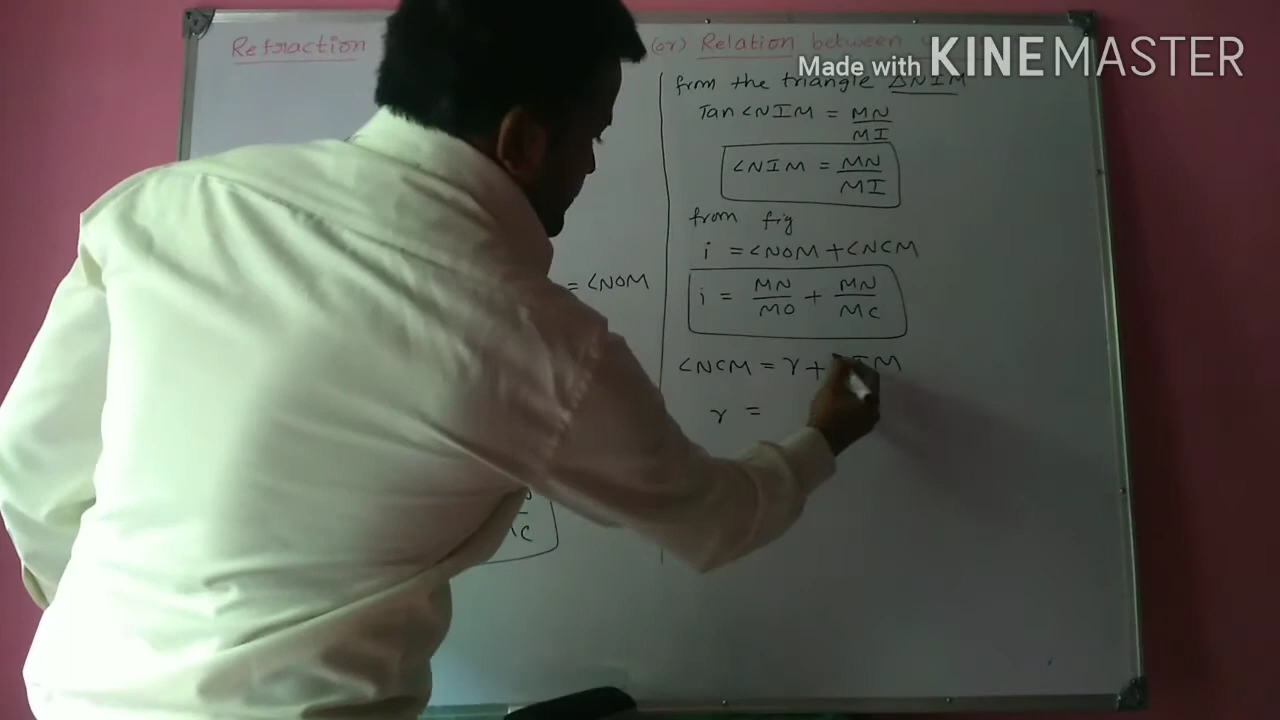 Refraction (or) Relation between
Made with KINEMASTER
from the triangle ΔNIM
Tan <NIM = MN/MI
<NIM = MN/MI
from fig
i = <NOM + <NCM
= <NOM
i = MN/MO + MN/MC
<NCM = r + IM
r =
C